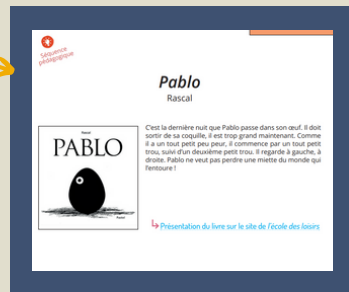 Séquence
pédagogique
Pablo
Rascal
C'est la dernière nuit que Pablo passe dans son œuf. Il doit
sortir de sa coquille, il est trop grand maintenant. Comme
il a un tout petit peu peur, il commence par un tout petit
trou, suivi d'un deuxième petit trou. Il regarde à gauche, à
droite. Pablo ne veut pas perdre une miette du monde qui
l'entoure !
Rascal
PABLO
Pastel
Présentation du livre sur le site de l'école des loisirs